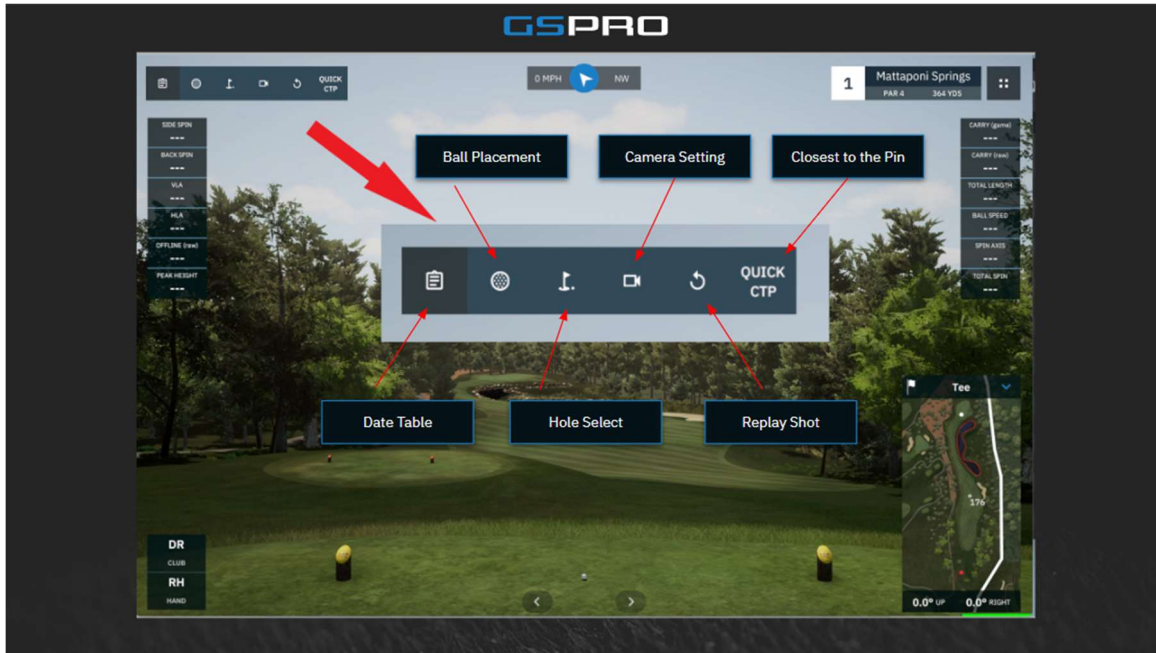 GSPRO
QUICK
CTP
0 MPH NW
1 Mattaponi Springs
PAR 4 364 YDS
SIDE SPIN
---
BACK SPIN
---
VLA
---
HLA
---
OFFLINE (raw)
---
PEAK HEIGHT
---
CARRY (game)
---
CARRY (raw)
---
TOTAL LENGTH
---
BALL SPEED
---
SPIN AXIS
---
TOTAL SPIN
---
Ball Placement
Camera Setting
Closest to the Pin
QUICK
CTP
Date Table
Hole Select
Replay Shot
Tee
176
0.0° UP 0.0° RIGHT
DR
CLUB
RH
HAND